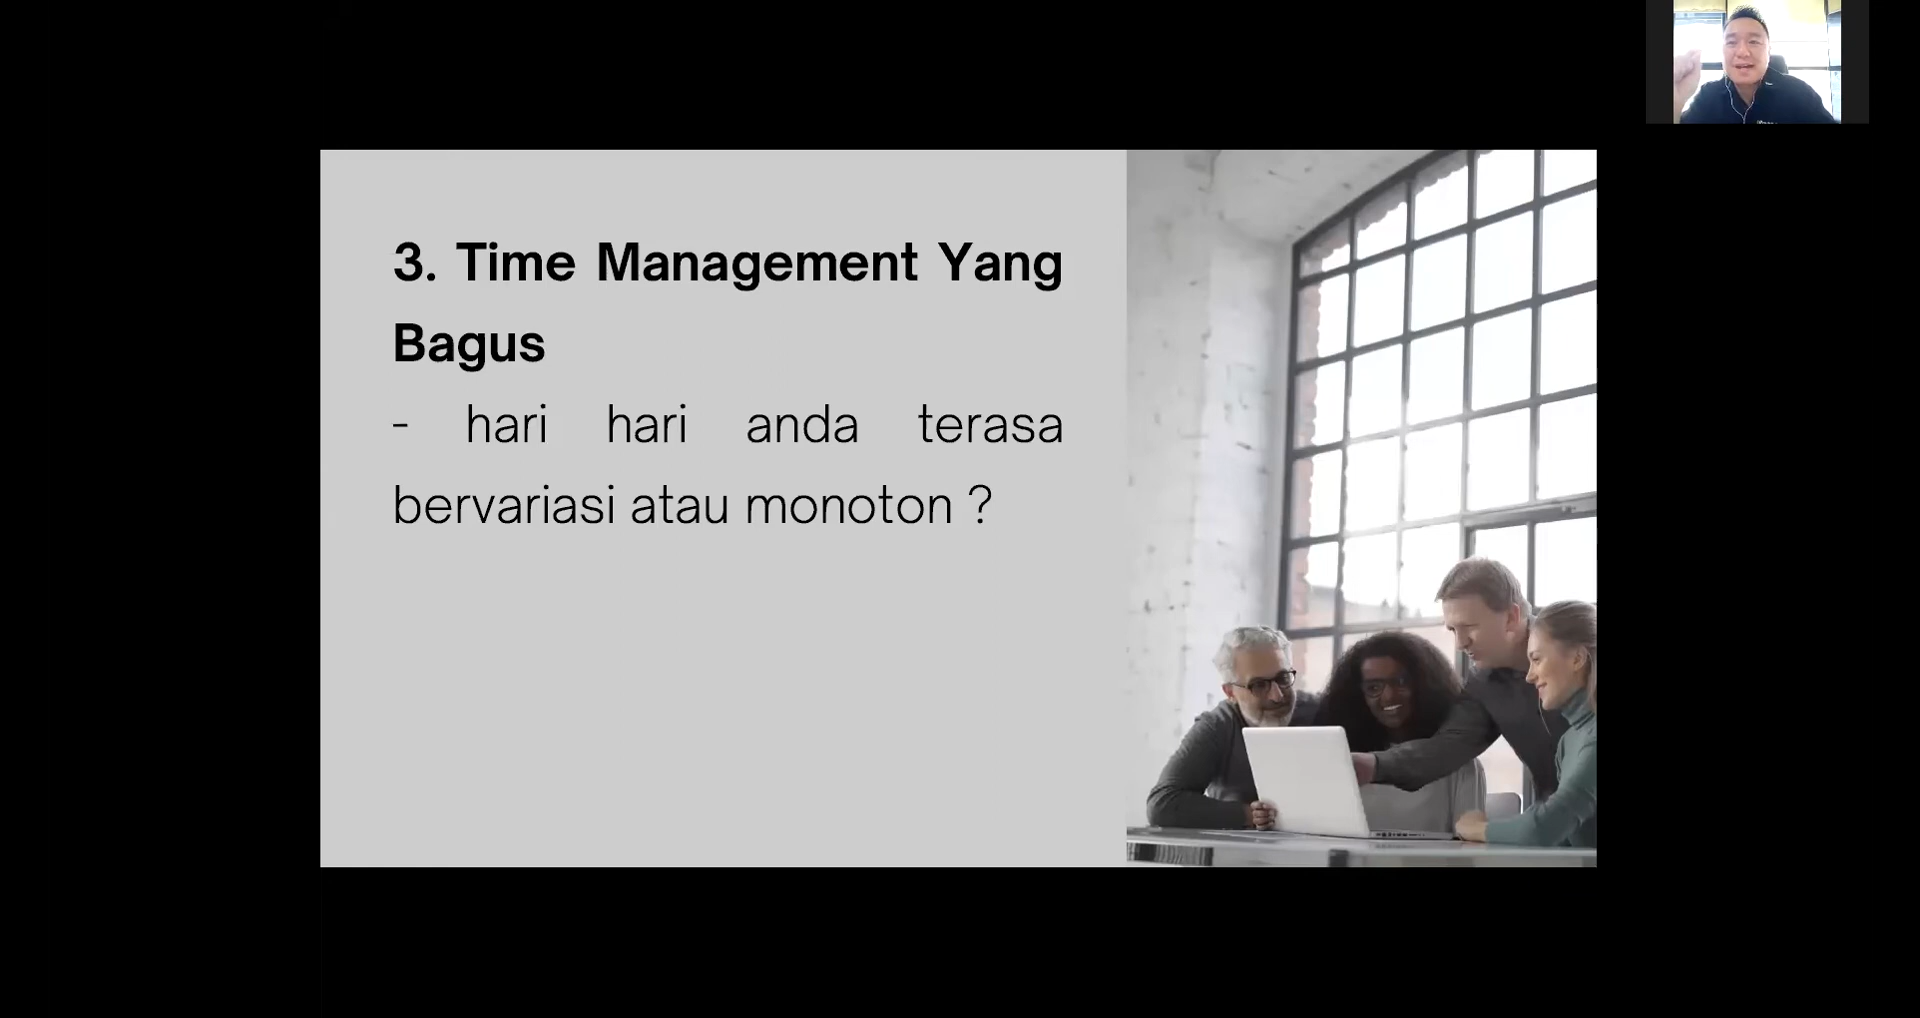 3. Time Management Yang
Bagus
- hari hari anda terasa
bervariasi atau monoton ?